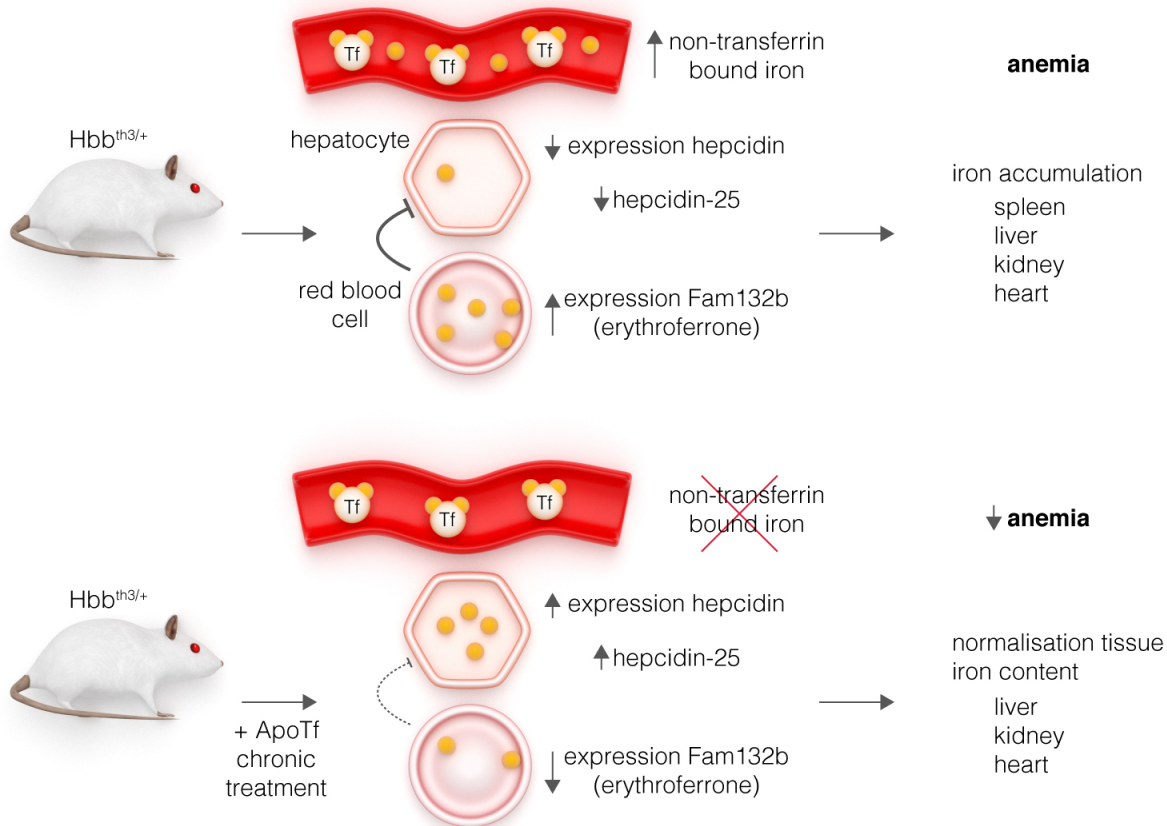 Tf
Tf
Tf
non-transferrin
bound iron
anemia
Hbbth3/+
hepatocyte
expression hepcidin
hepcidin-25
iron accumulation
spleen
liver
kidney
heart
red blood
cell
expression Fam132b
(erythroferrone)
Tf
Tf
Tf
non-transferrin
bound iron
anemia
Hbbth3/+
expression hepcidin
hepcidin-25
normalisation tissue
iron content
liver
kidney
heart
+ ApoTf
chronic
treatment
expression Fam132b
(erythroferrone)